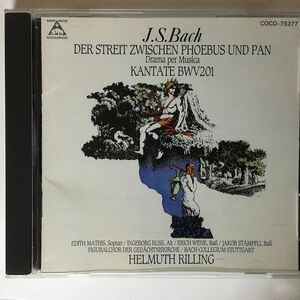 J.S.Bach
COCO-75277
DER STREIT ZWISCHEN PHOEBUS UND PAN
Drama per Musica
KANTATE BWV201
EDITH MATHIS, Sopran / INGEBORG RUSS, Alt / ERICH WENK, Baß / JAKOB STÄMPFLI, Baß
FIGURALCHOR DER GEDÄCHTNISKIRCHE / BACH-COLLEGIUM STUTTGART
HELMUTH RILLING